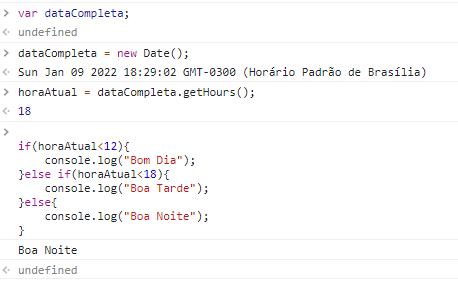 var dataCompleta;
undefined
dataCompleta = new Date();
Sun Jan 09 2022 18:29:02 GMT-0300 (Horário Padrão de Brasília)
horaAtual = dataCompleta.getHours();
18
if(horaAtual<12){
    console.log("Bom Dia");
}else if(horaAtual<18){
    console.log("Boa Tarde");
}else{
    console.log("Boa Noite");
}
Boa Noite
undefined